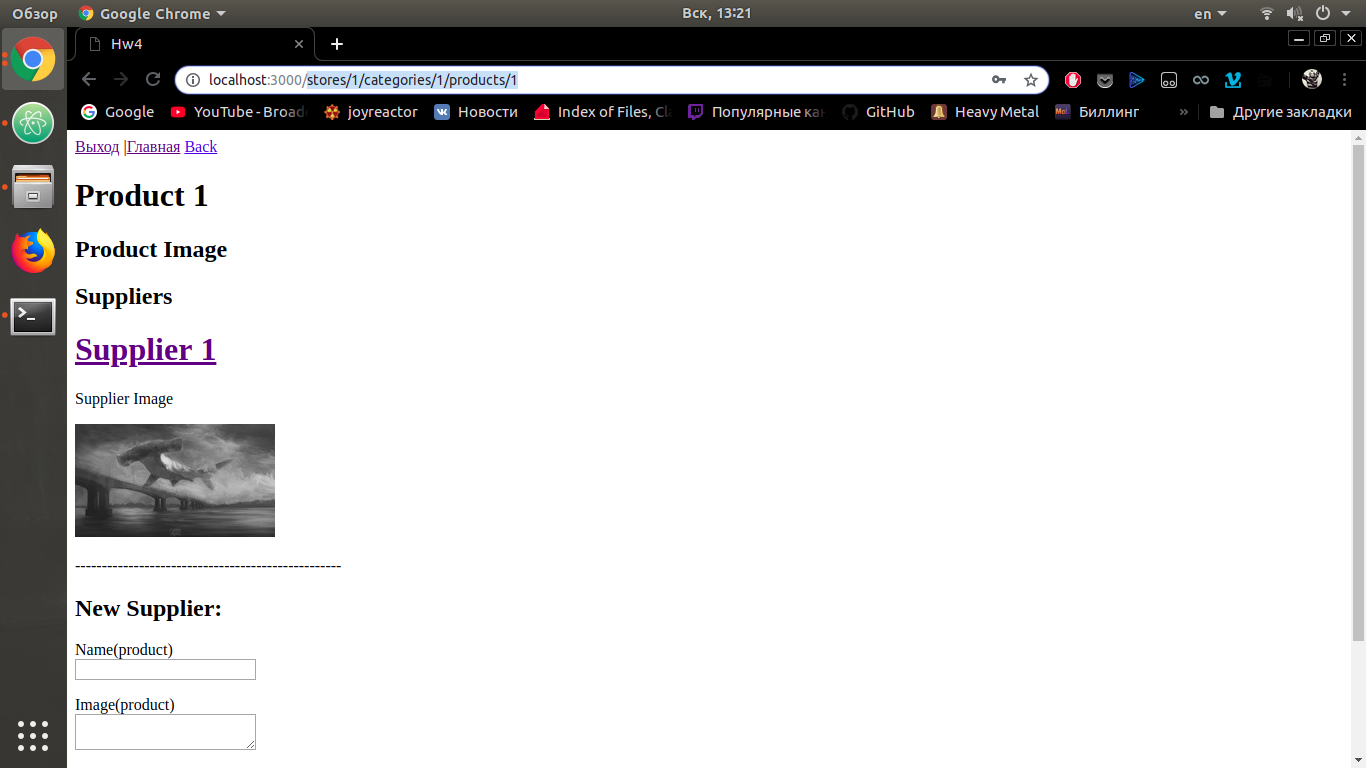 Обзор Google Chrome Вск, 13:21 en
Hw4
localhost:3000/stores/1/categories/1/products/1
Google YouTube - Broad joyreactor Новости Index of Files, Cl Популярные ка GitHub Heavy Metal Биллинг » Другие закладки
Выход |Главная Back
Product 1
Product Image
Suppliers
Supplier 1
Supplier Image
--------------------------------------------------
New Supplier:
Name(product)
Image(product)